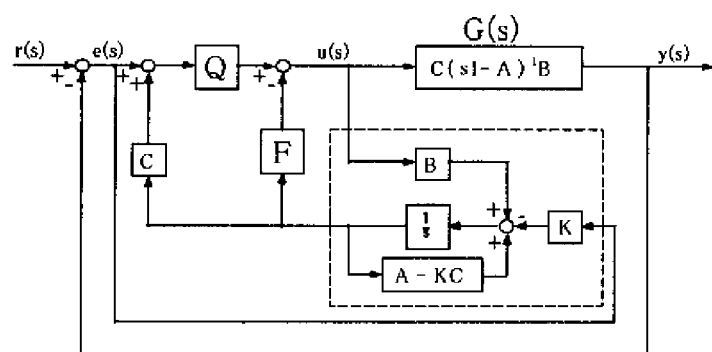 G(s)
r(s) e(s) u(s) y(s)
+ - + + Q + - C(sI-A)⁻¹B
C F
B
+ - + 1/s K
A - KC